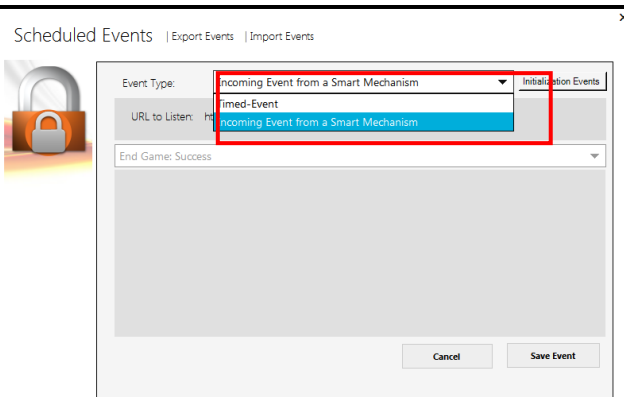 ×
Scheduled Events | Export Events | Import Events
Event Type: Incoming Event from a Smart Mechanism Initialization Events
Timed-Event
URL to Listen: Incoming Event from a Smart Mechanism
End Game: Success
Cancel Save Event